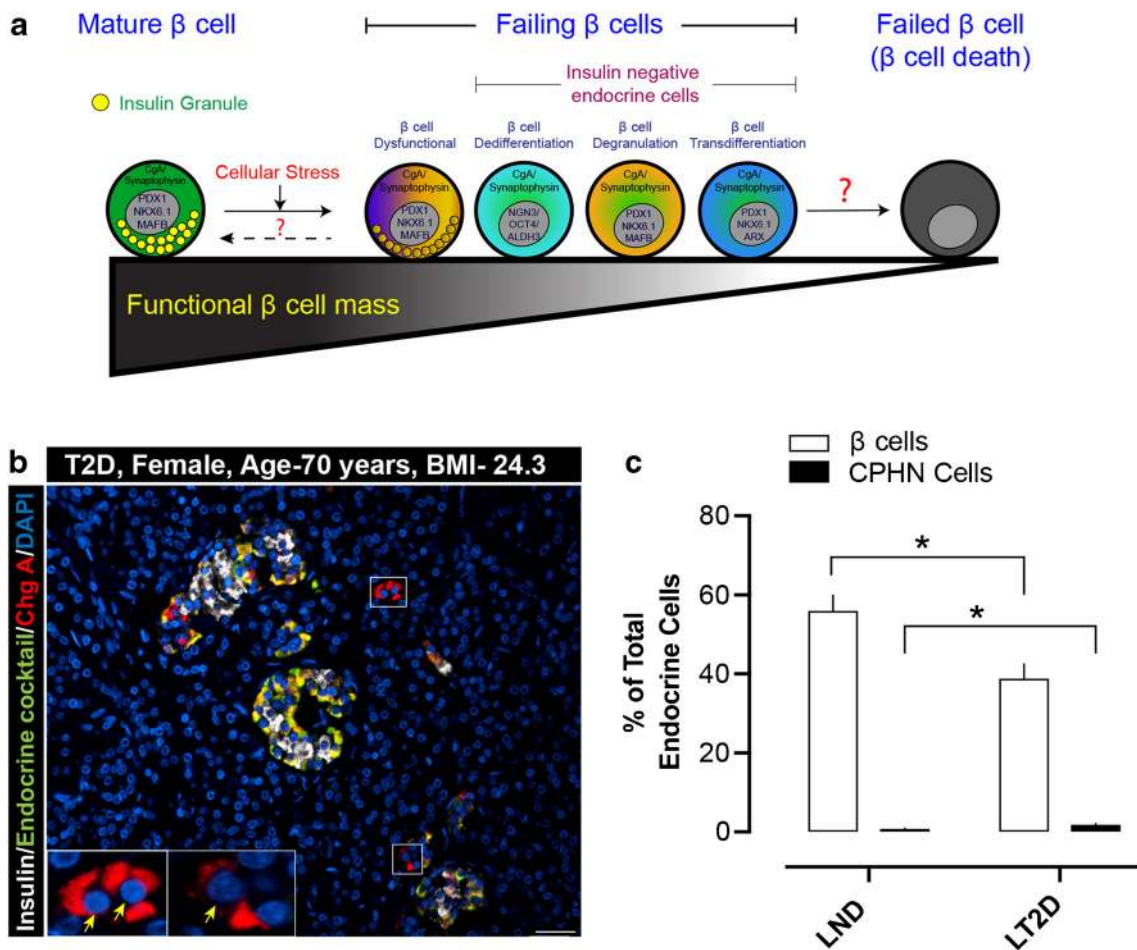 a
Mature β cell
Failing β cells
Failed β cell
(β cell death)
Insulin negative
endocrine cells
Insulin Granule
β cell
Dysfunctional
β cell
Dedifferentiation
β cell
Degranulation
β cell
Transdifferentiation
CgA/
Synaptophysin
PDX1
NKX6.1
MAFB
Cellular Stress
?
CgA/
Synaptophysin
PDX1
NKX6.1
MAFB
CgA/
Synaptophysin
NGN3/
OCT4/
ALDH3
CgA/
Synaptophysin
PDX1
NKX6.1
MAFB
CgA/
Synaptophysin
PDX1
NKX6.1
ARX
?
Functional β cell mass
b
T2D, Female, Age-70 years, BMI- 24.3
Insulin/Endocrine cocktail/Chg A/DAPI
c
β cells
CPHN Cells
% of Total
Endocrine Cells
80
60
40
20
0
*
*
LND
LT2D